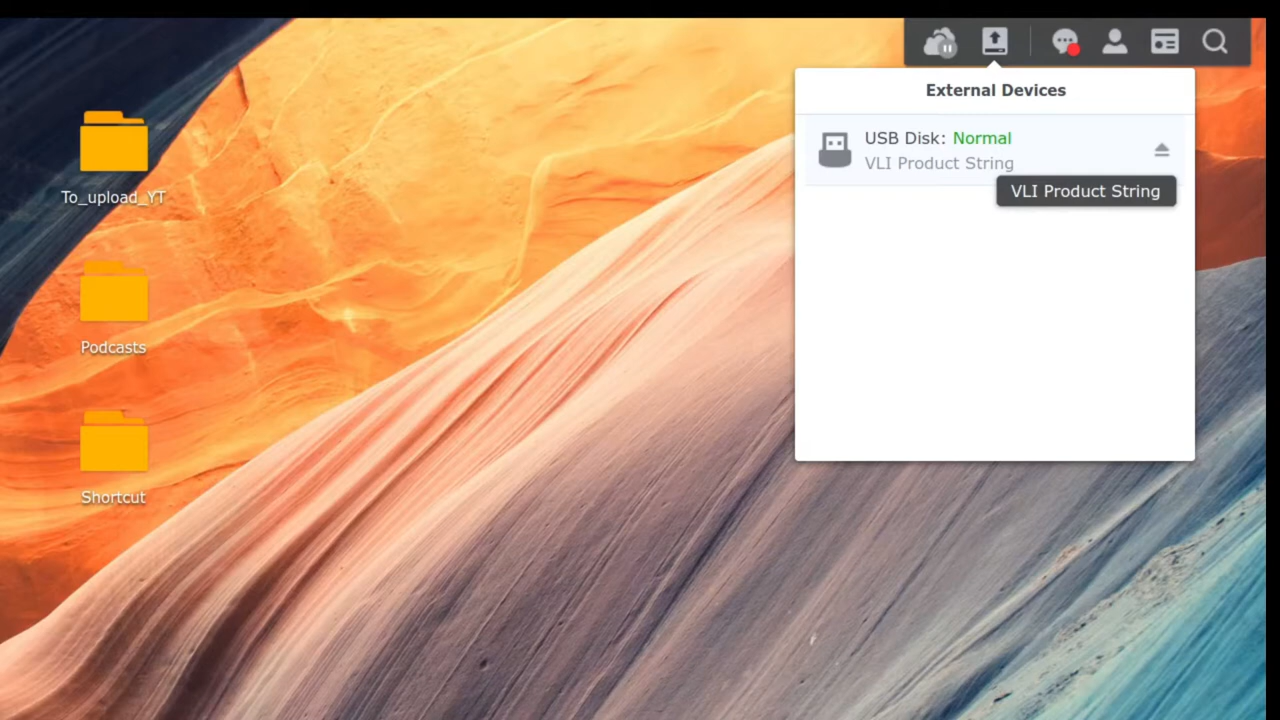 External Devices
USB Disk: Normal
VLI Product String
VLI Product String
To_upload_YT
Podcasts
Shortcut